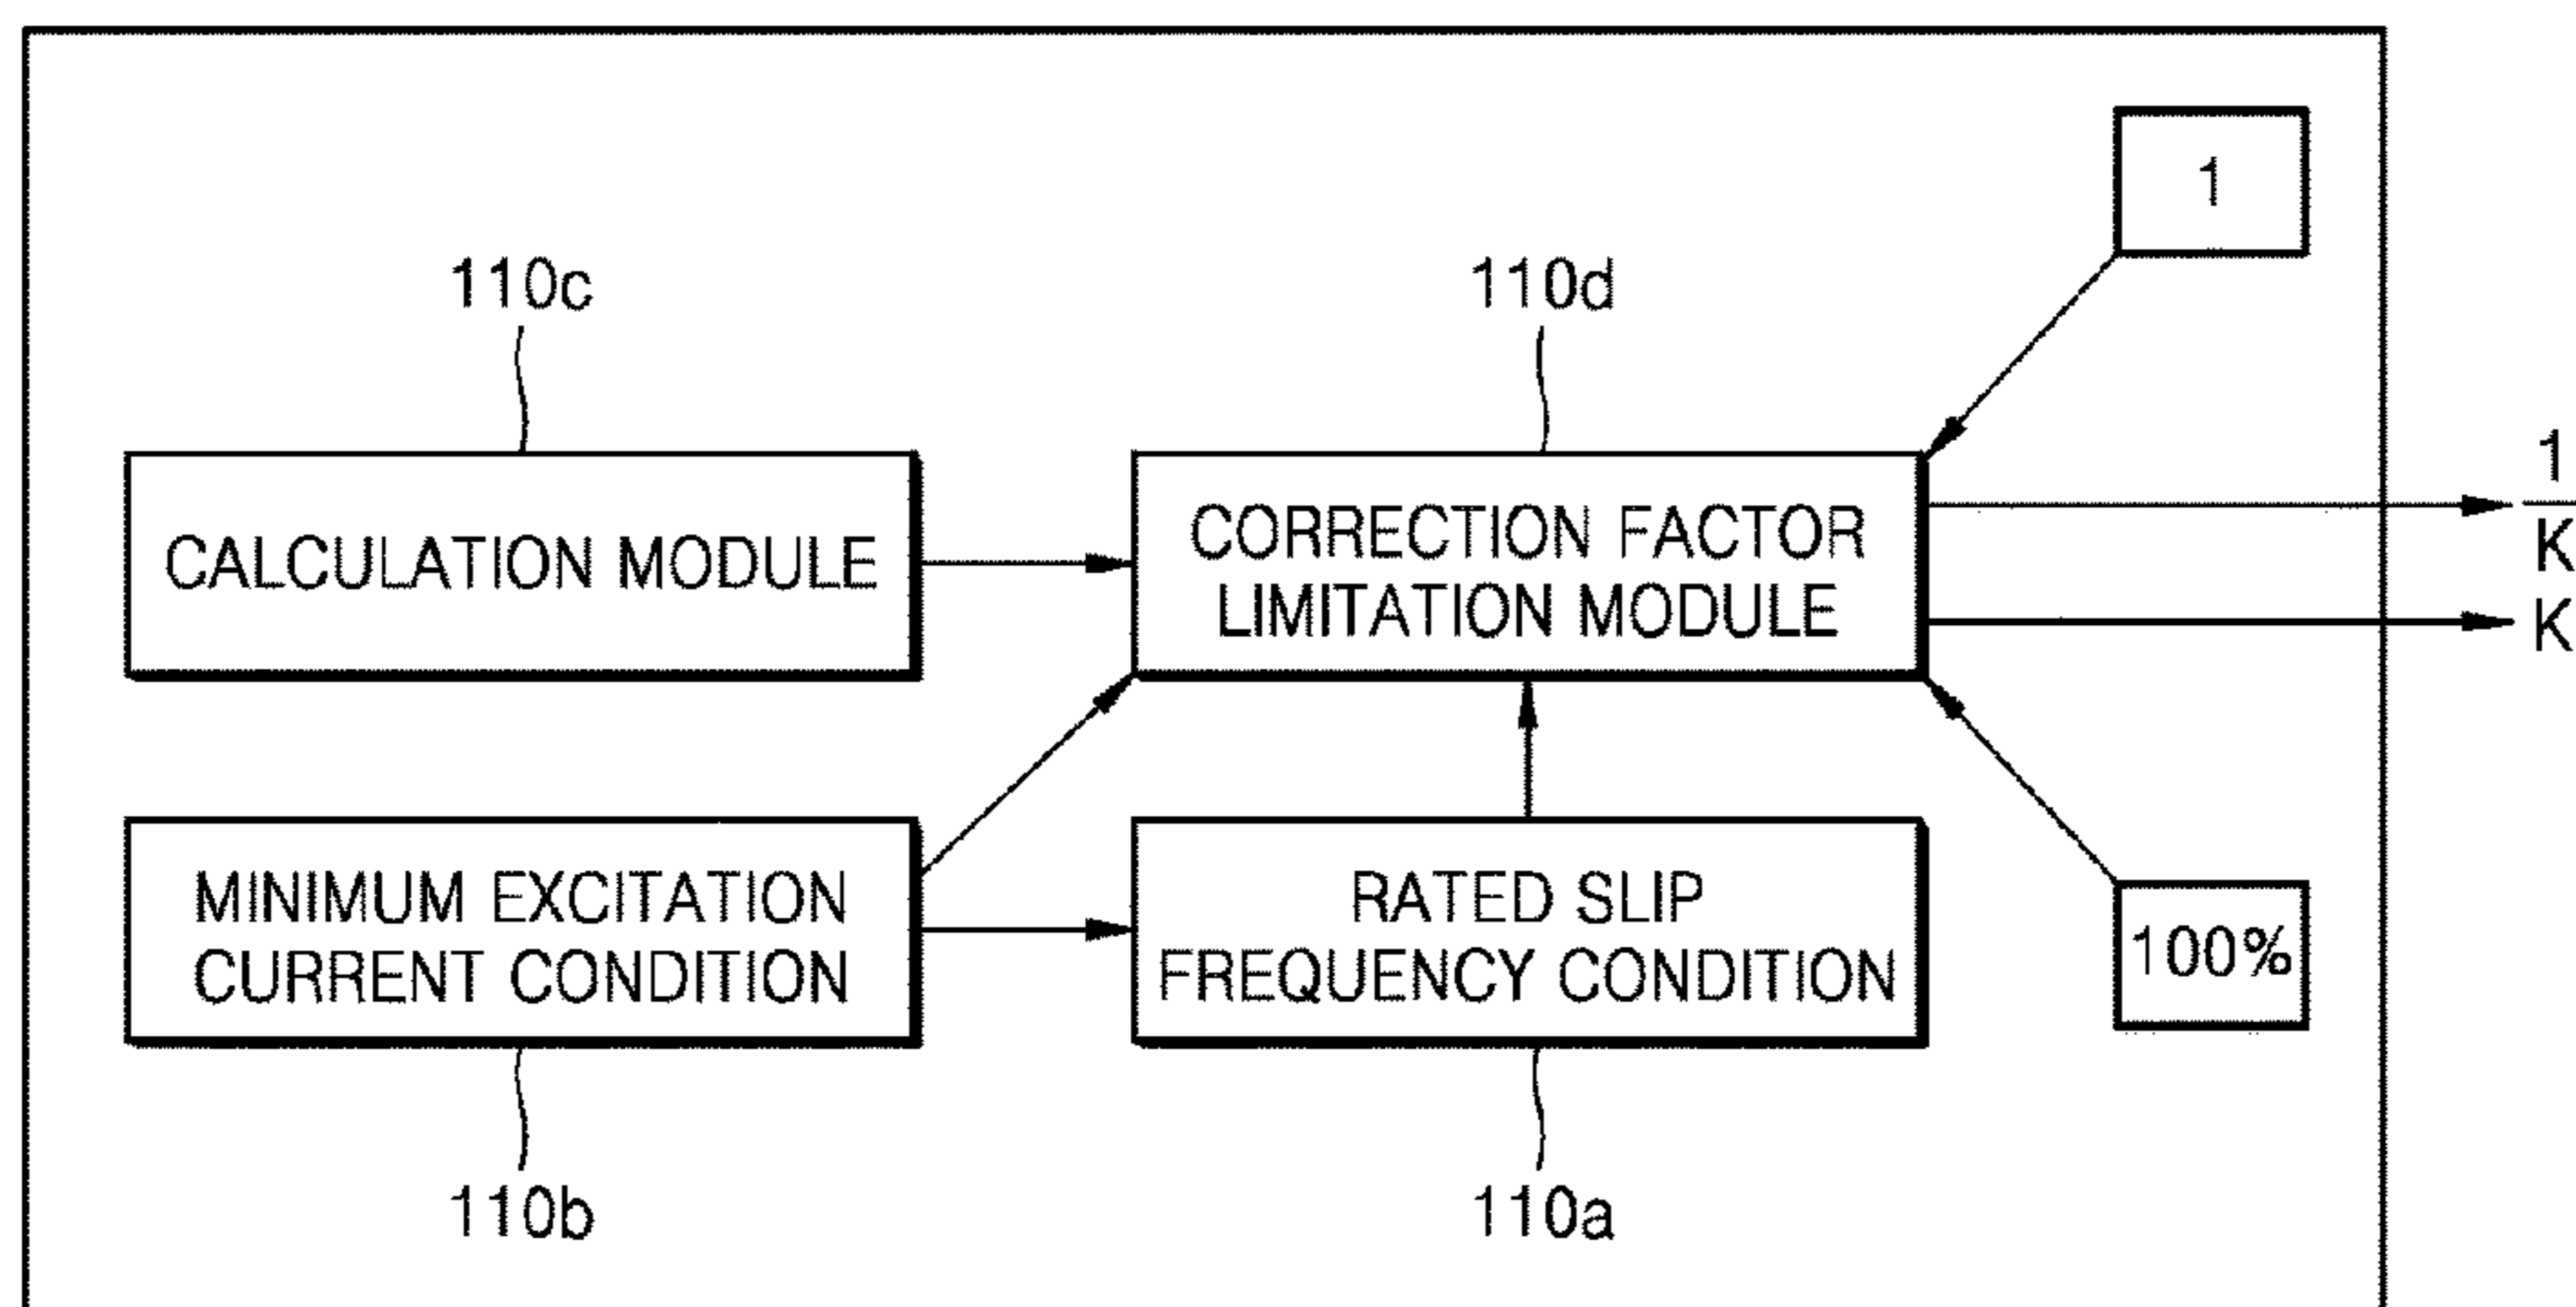 1
110c
110d
CALCULATION MODULE
CORRECTION FACTOR
LIMITATION MODULE
1
K
K
MINIMUM EXCITATION
CURRENT CONDITION
RATED SLIP
FREQUENCY CONDITION
100%
110b
110a